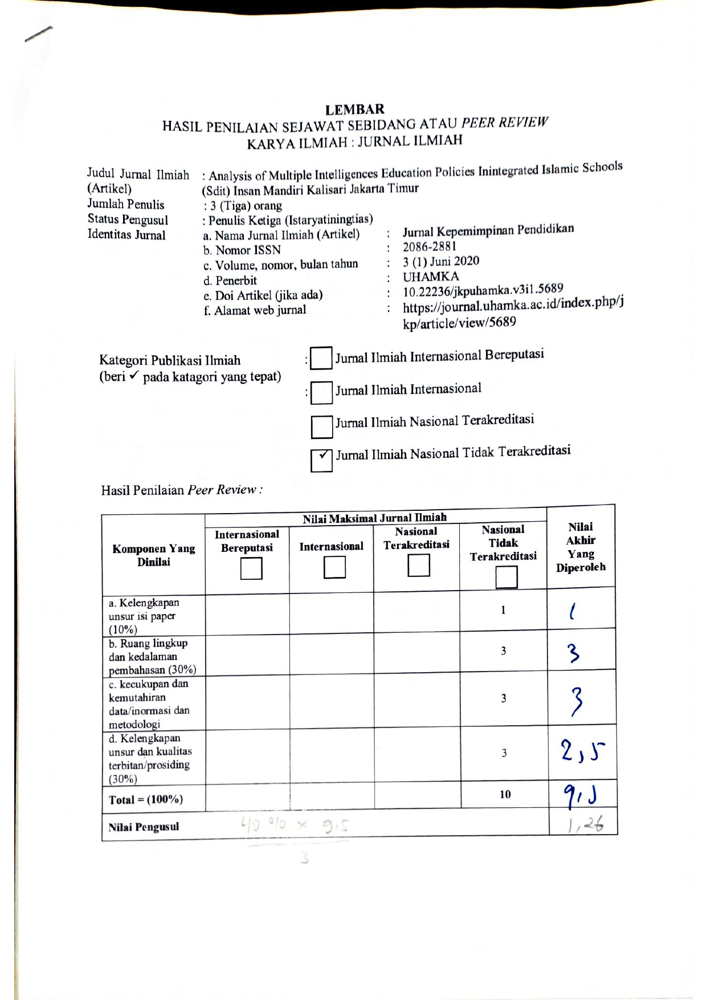 LEMBAR
HASIL PENILAIAN SEJAWAT SEBIDANG ATAU PEER REVIEW
KARYA ILMIAH : JURNAL ILMIAH
Judul Jurnal Ilmiah : Analysis of Multiple Intelligences Education Policies Inintegrated Islamic Schools
(Artikel) (Sdit) Insan Mandiri Kalisari Jakarta Timur
Jumlah Penulis : 3 (Tiga) orang
Status Pengusul : Penulis Ketiga (Istaryatiningtias)
Identitas Jurnal a. Nama Jurnal Ilmiah (Artikel) : Jurnal Kepemimpinan Pendidikan
b. Nomor ISSN : 2086-2881
c. Volume, nomor, bulan tahun : 3 (1) Juni 2020
d. Penerbit : UHAMKA
e. Doi Artikel (jika ada) : 10.22236/jkpuhamka.v3i1.5689
f. Alamat web jurnal : https://journal.uhamka.ac.id/index.php/j
kp/article/view/5689
Kategori Publikasi Ilmiah : Jurnal Ilmiah Internasional Bereputasi
(beri ✓ pada katagori yang tepat)
: Jurnal Ilmiah Internasional
Jurnal Ilmiah Nasional Terakreditasi
✓ Jurnal Ilmiah Nasional Tidak Terakreditasi
Hasil Penilaian Peer Review :
Komponen Yang
Dinilai
Nilai Maksimal Jurnal Ilmiah
Internasional
Bereputasi
Internasional
Nasional
Terakreditasi
Nasional
Tidak
Terakreditasi
Nilai
Akhir
Yang
Diperoleh
a. Kelengkapan
unsur isi paper
(10%)
1
1
b. Ruang lingkup
dan kedalaman
pembahasan (30%)
3
3
c. kecukupan dan
kemutahiran
data/inormasi dan
metodologi
3
3
d. Kelengkapan
unsur dan kualitas
terbitan/prosiding
(30%)
3
2,5
Total = (100%)
10
9,5
Nilai Pengusul
40 % x 9.5
3
1,26